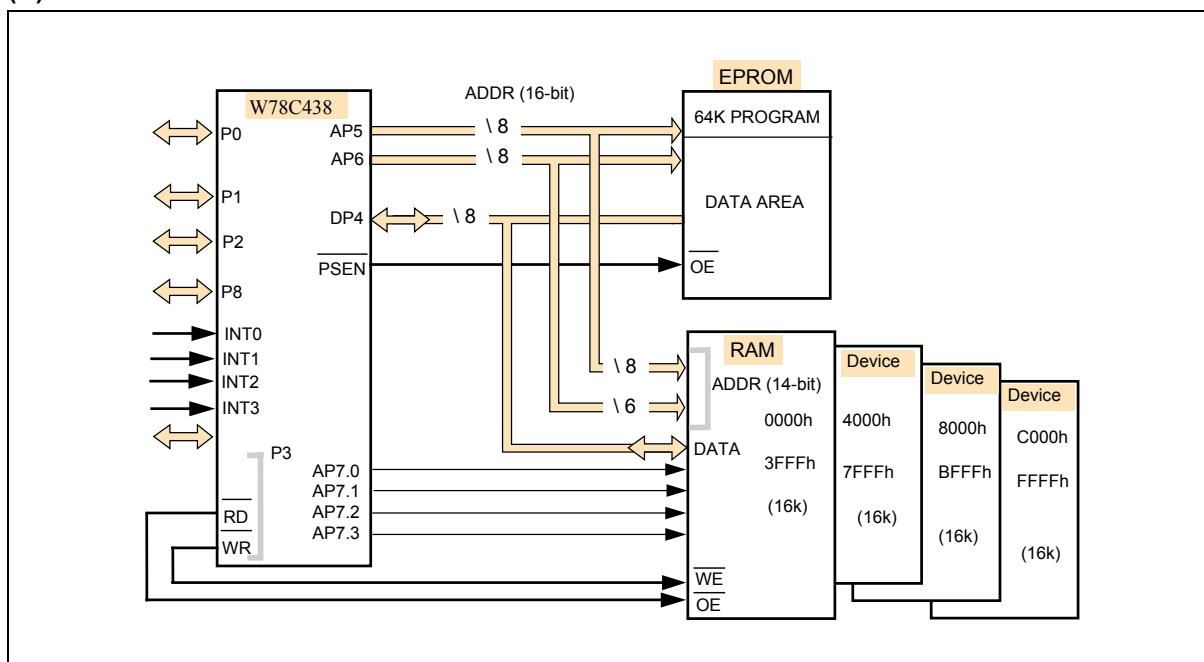 W78C438
P0
P1
P2
P8
INT0
INT1
INT2
INT3
P3
RD
WR
AP5
AP6
DP4
PSEN
AP7.0
AP7.1
AP7.2
AP7.3
ADDR (16-bit)
\ 8
\ 8
\ 8
EPROM
64K PROGRAM
DATA AREA
OE
\ 8
\ 6
RAM
ADDR (14-bit)
0000h
DATA
3FFFh
(16k)
WE
OE
Device
4000h
7FFFh
(16k)
Device
8000h
BFFFh
(16k)
Device
C000h
FFFFh
(16k)